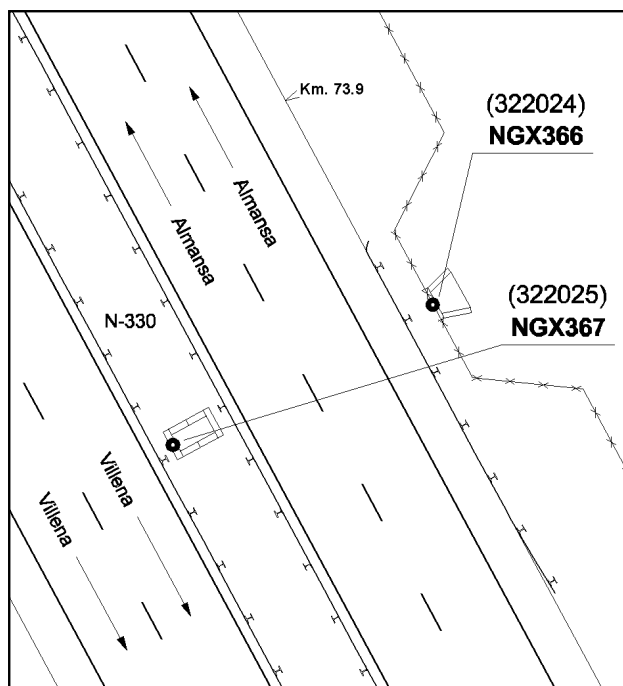 Km. 73.9
(322024)
NGX366
Almansa
Almansa
(322025)
NGX367
N-330
Villena
Villena